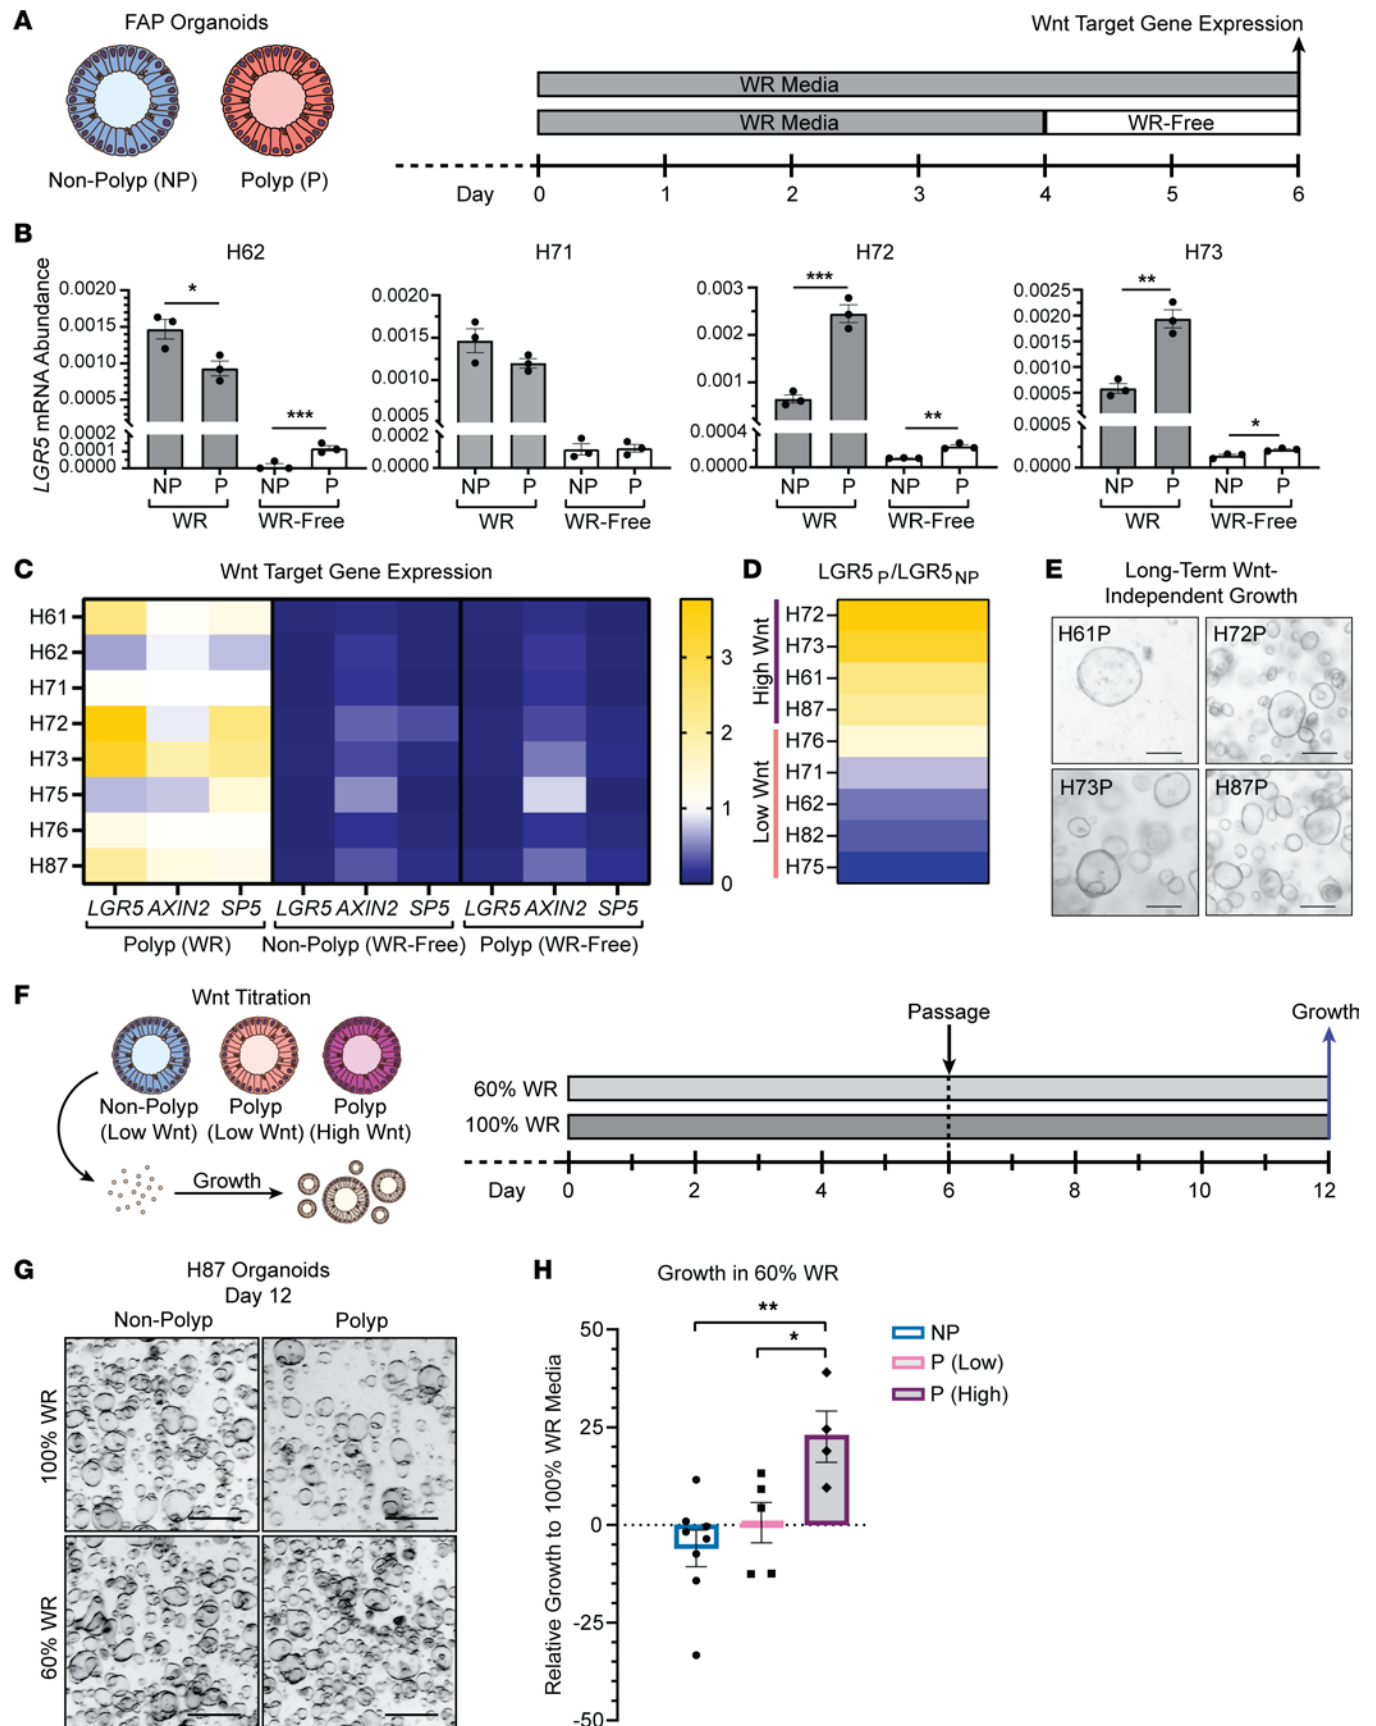 A
FAP Organoids
Non-Polyp (NP)
Polyp (P)
Wnt Target Gene Expression
WR Media
WR Media
WR-Free
Day
0 1 2 3 4 5 6
B
LGR5 mRNA Abundance
H62
0.0020
0.0015
0.0010
0.0005
0.0002
0.0001
0.0000
*
***
NP P NP P
WR WR-Free
H71
0.0020
0.0015
0.0010
0.0005
0.0002
0.0000
NP P NP P
WR WR-Free
H72
0.003
0.002
0.001
0.0004
0.0000
***
**
NP P NP P
WR WR-Free
H73
0.0025
0.0020
0.0015
0.0010
0.0005
0.0005
0.0000
**
*
NP P NP P
WR WR-Free
C
Wnt Target Gene Expression
H61
H62
H71
H72
H73
H75
H76
H87
LGR5 AXIN2 SP5 LGR5 AXIN2 SP5 LGR5 AXIN2 SP5
Polyp (WR) Non-Polyp (WR-Free) Polyp (WR-Free)
3
2
1
0
D
LGR5 P/LGR5 NP
High Wnt
Low Wnt
H72
H73
H61
H87
H76
H71
H62
H82
H75
E
Long-Term Wnt-
Independent Growth
H61P
H72P
H73P
H87P
F
Wnt Titration
Non-Polyp
(Low Wnt)
Polyp
(Low Wnt)
Polyp
(High Wnt)
Growth
Passage
Growth
60% WR
100% WR
Day
0 2 4 6 8 10 12
G
H87 Organoids
Day 12
Non-Polyp
Polyp
100% WR
60% WR
H
Growth in 60% WR
Relative Growth to 100% WR Media
50
25
0
-25
-50
**
*
NP
P (Low)
P (High)